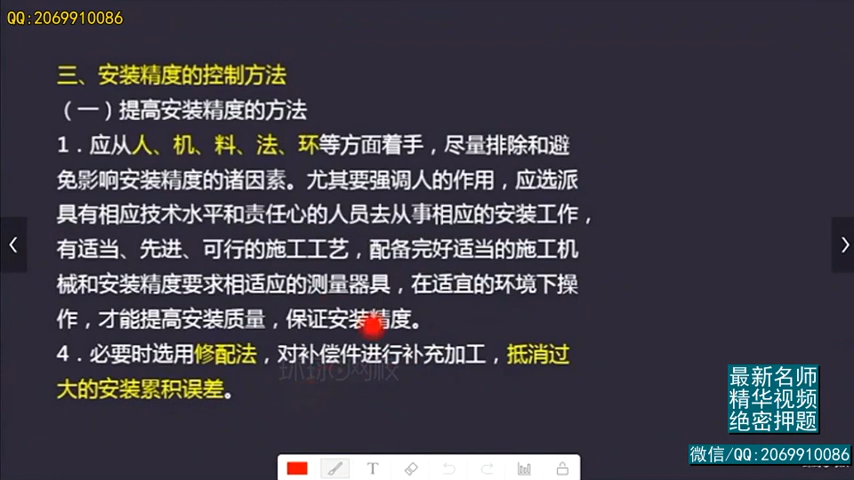 QQ:2069910086
三、安装精度的控制方法
（一）提高安装精度的方法
1．应从人、机、料、法、环等方面着手，尽量排除和避
免影响安装精度的诸因素。尤其要强调人的作用，应选派
具有相应技术水平和责任心的人员去从事相应的安装工作，
有适当、先进、可行的施工工艺，配备完好适当的施工机
械和安装精度要求相适应的测量器具，在适宜的环境下操
作，才能提高安装质量，保证安装精度。
4．必要时选用修配法，对补偿件进行补充加工，抵消过
大的安装累积误差。
环球网校
最新名师
精华视频
绝密押题
微信/QQ:2069910086
T